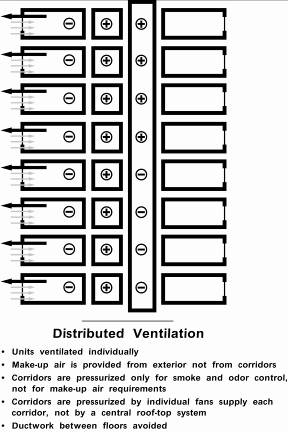 Distributed Ventilation
• Units ventilated individually
• Make-up air is provided from exterior not from corridors
• Corridors are pressurized only for smoke and odor control,
not for make-up air requirements
• Corridors are pressurized by individual fans supply each
corridor, not by a central roof-top system
• Ductwork between floors avoided